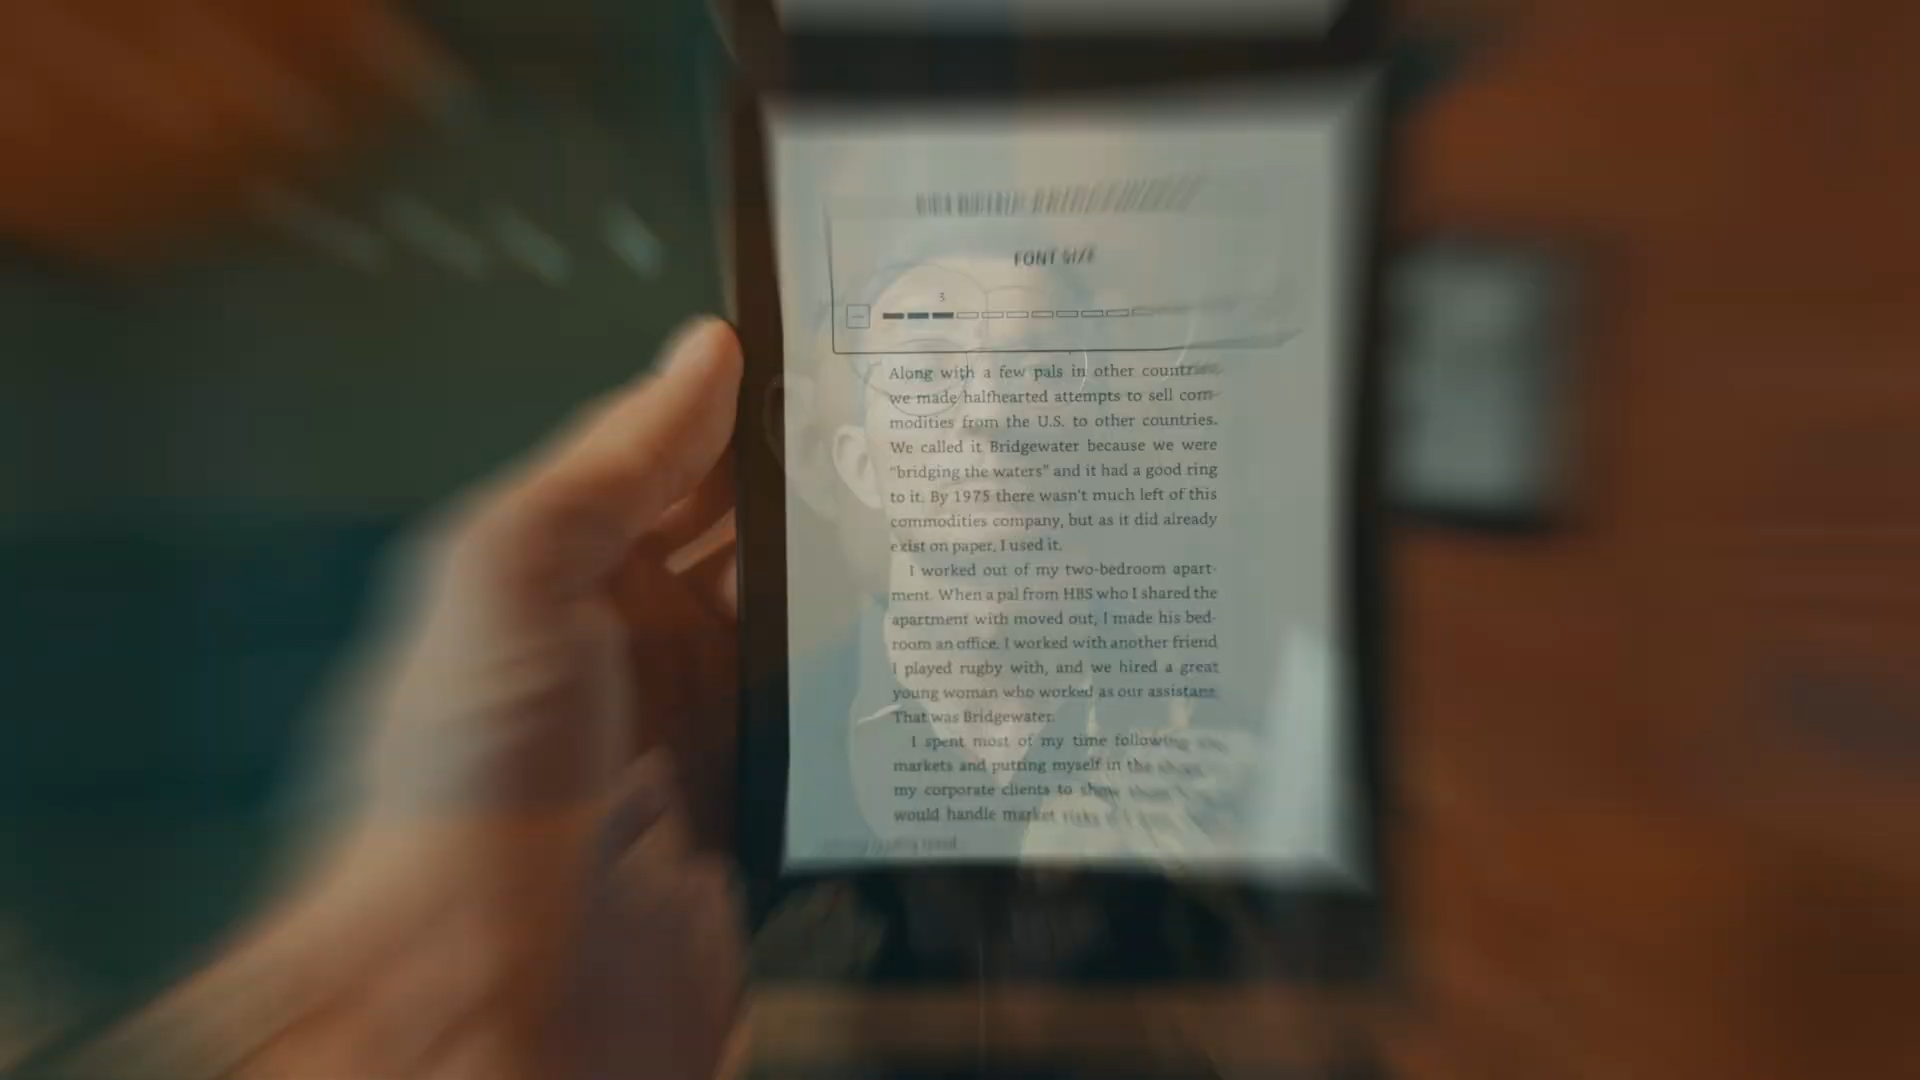 FONT SIZE
3
Along with a few pals in other countries,
we made halfhearted attempts to sell com-
modities from the U.S. to other countries.
We called it Bridgewater because we were
"bridging the waters" and it had a good ring
to it. By 1975 there wasn't much left of this
commodities company, but as it did already
exist on paper, I used it.
I worked out of my two-bedroom apart-
ment. When a pal from HBS who I shared the
apartment with moved out, I made his bed-
room an office. I worked with another friend
I played rugby with, and we hired a great
young woman who worked as our assistant.
That was Bridgewater.
I spent most of my time following
markets and putting myself in the
my corporate clients to show
would handle market risks